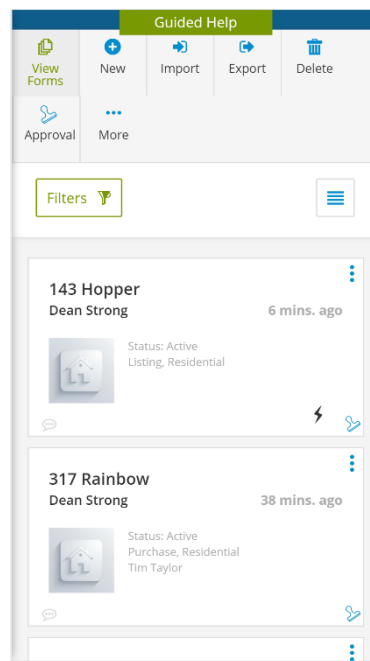 Guided Help
View
Forms
New
Import
Export
Delete
Approval
More
Filters
143 Hopper
Dean Strong
6 mins. ago
Status: Active
Listing, Residential
317 Rainbow
Dean Strong
38 mins. ago
Status: Active
Purchase, Residential
Tim Taylor